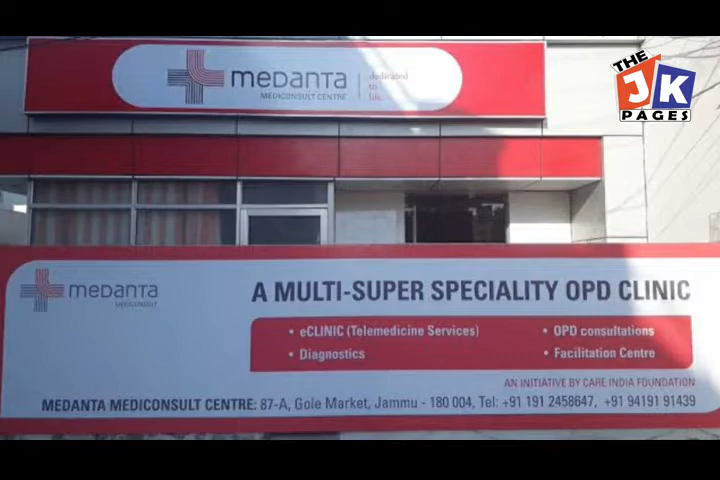 THE
JK
PAGES
meDANTA
MEDICONSULT CENTRE
dedicated
to
life
meDANTA
MEDICONSULT
A MULTI-SUPER SPECIALITY OPD CLINIC
• eCLINIC (Telemedicine Services)
• OPD consultations
• Diagnostics
• Facilitation Centre
AN INITIATIVE BY CARE INDIA FOUNDATION
MEDANTA MEDICONSULT CENTRE: 87-A, Gole Market, Jammu - 180 004, Tel: +91 191 2458647, +91 94191 91439